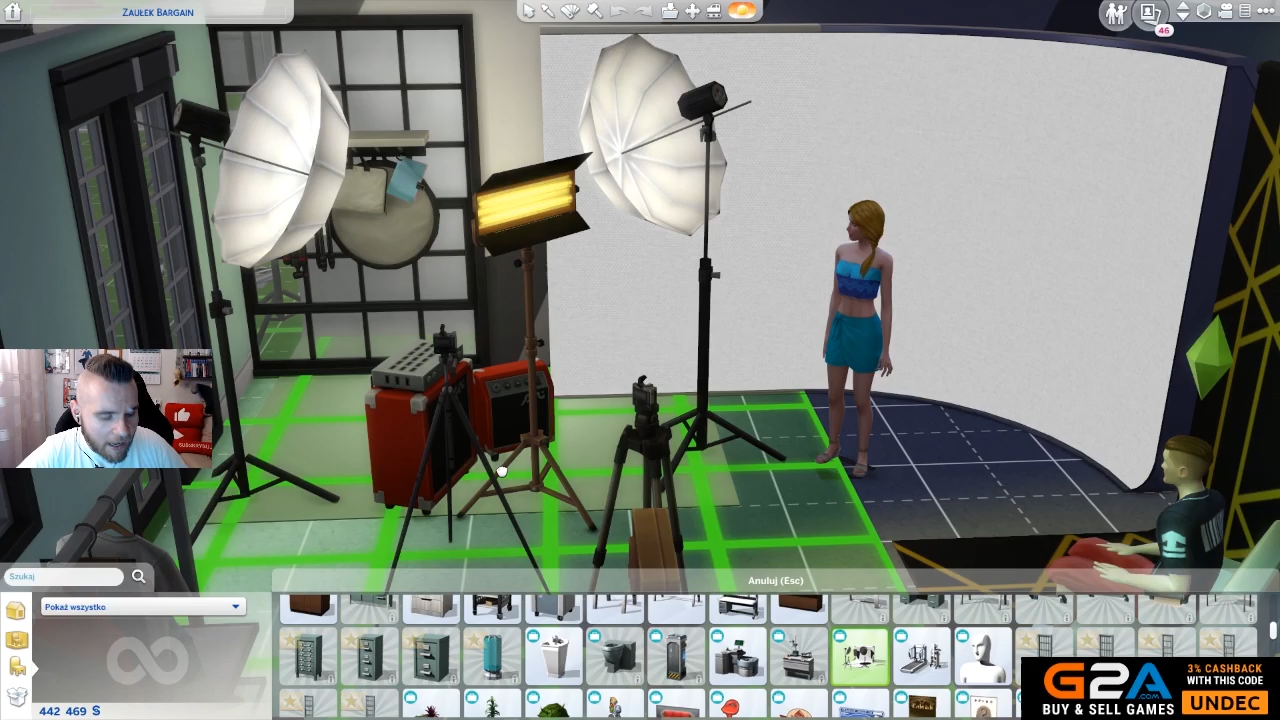 ZAUŁEK BARGAIN
46
Anuluj (Esc)
Szukaj
Pokaż wszystko
442 469 §
G2A
.COM
BUY & SELL GAMES
3% CASHBACK
WITH THIS CODE
UNDEC